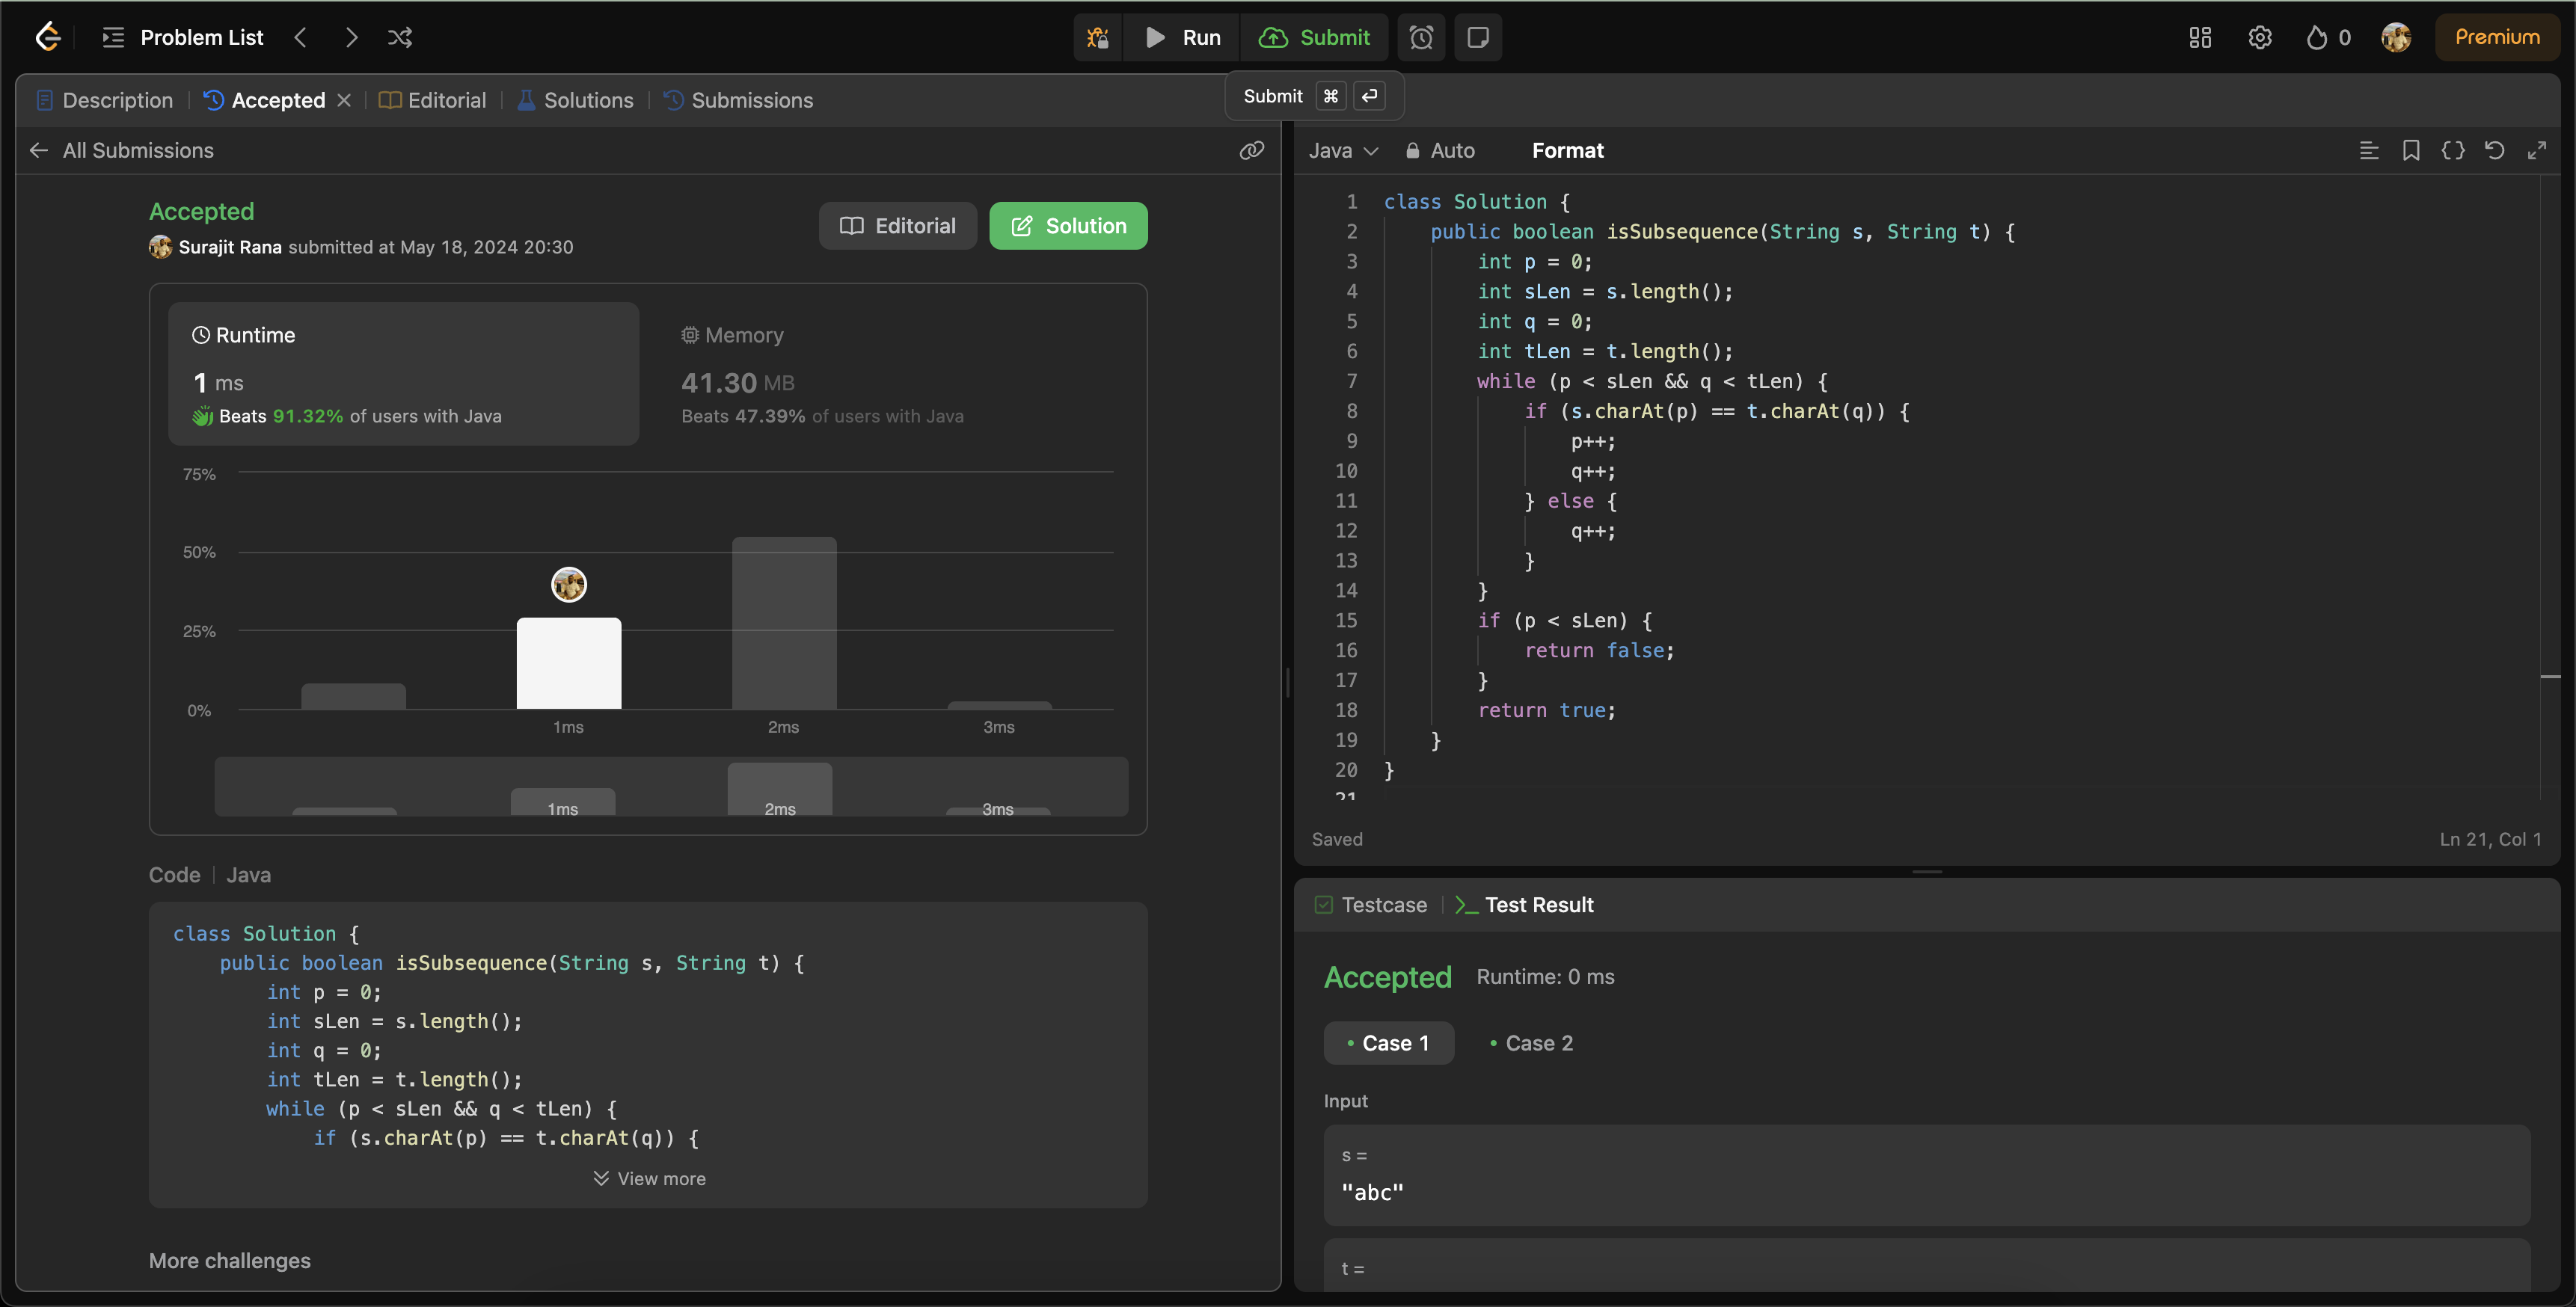 Problem List
Run
Submit
0
Premium
Description
Accepted
Editorial
Solutions
Submissions
Submit ⌘ ↵
All Submissions
Accepted
Surajit Rana submitted at May 18, 2024 20:30
Editorial
Solution
Runtime
1 ms
Beats 91.32% of users with Java
Memory
41.30 MB
Beats 47.39% of users with Java
75%
50%
25%
0%
1ms 2ms 3ms
1ms 2ms 3ms
Code Java
class Solution {
public boolean isSubsequence(String s, String t) {
int p = 0;
int sLen = s.length();
int q = 0;
int tLen = t.length();
while (p < sLen && q < tLen) {
if (s.charAt(p) == t.charAt(q)) {
View more
More challenges
Java Auto Format
1 class Solution {
2 public boolean isSubsequence(String s, String t) {
3 int p = 0;
4 int sLen = s.length();
5 int q = 0;
6 int tLen = t.length();
7 while (p < sLen && q < tLen) {
8 if (s.charAt(p) == t.charAt(q)) {
9 p++;
10 q++;
11 } else {
12 q++;
13 }
14 }
15 if (p < sLen) {
16 return false;
17 }
18 return true;
19 }
20 }
21
Saved
Ln 21, Col 1
Testcase
Test Result
Accepted Runtime: 0 ms
Case 1 Case 2
Input
s =
"abc"
t =